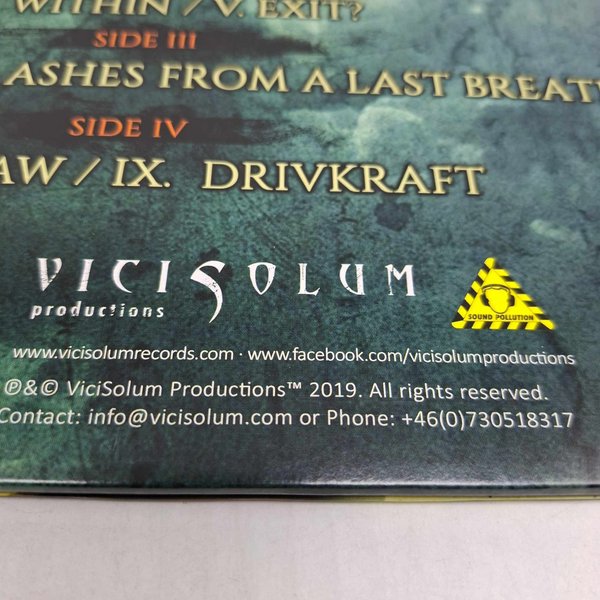 WITHIN / V. EXIT?
SIDE III
ASHES FROM A LAST BREATH
SIDE IV
AW / IX. DRIVKRAFT
VICISOLUM
productions
SOUND POLLUTION
www.vicisolumrecords.com · www.facebook.com/vicisolumproductions
℗&© ViciSolum Productions™ 2019. All rights reserved.
Contact: info@vicisolum.com or Phone: +46(0)730518317